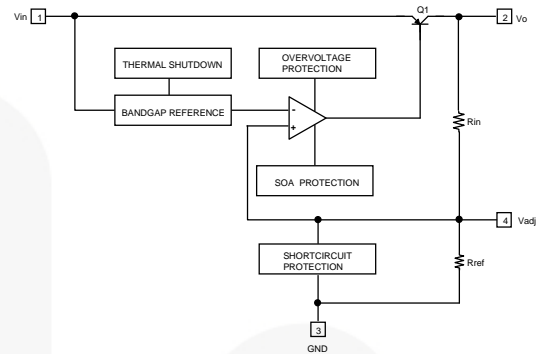 Q1
Vin 1
2 Vo
THERMAL SHUTDOWN
OVERVOLTAGE
PROTECTION
BANDGAP REFERENCE
-
+
Rin
SOA PROTECTION
4 Vadj
SHORTCIRCUIT
PROTECTION
Rref
3
GND